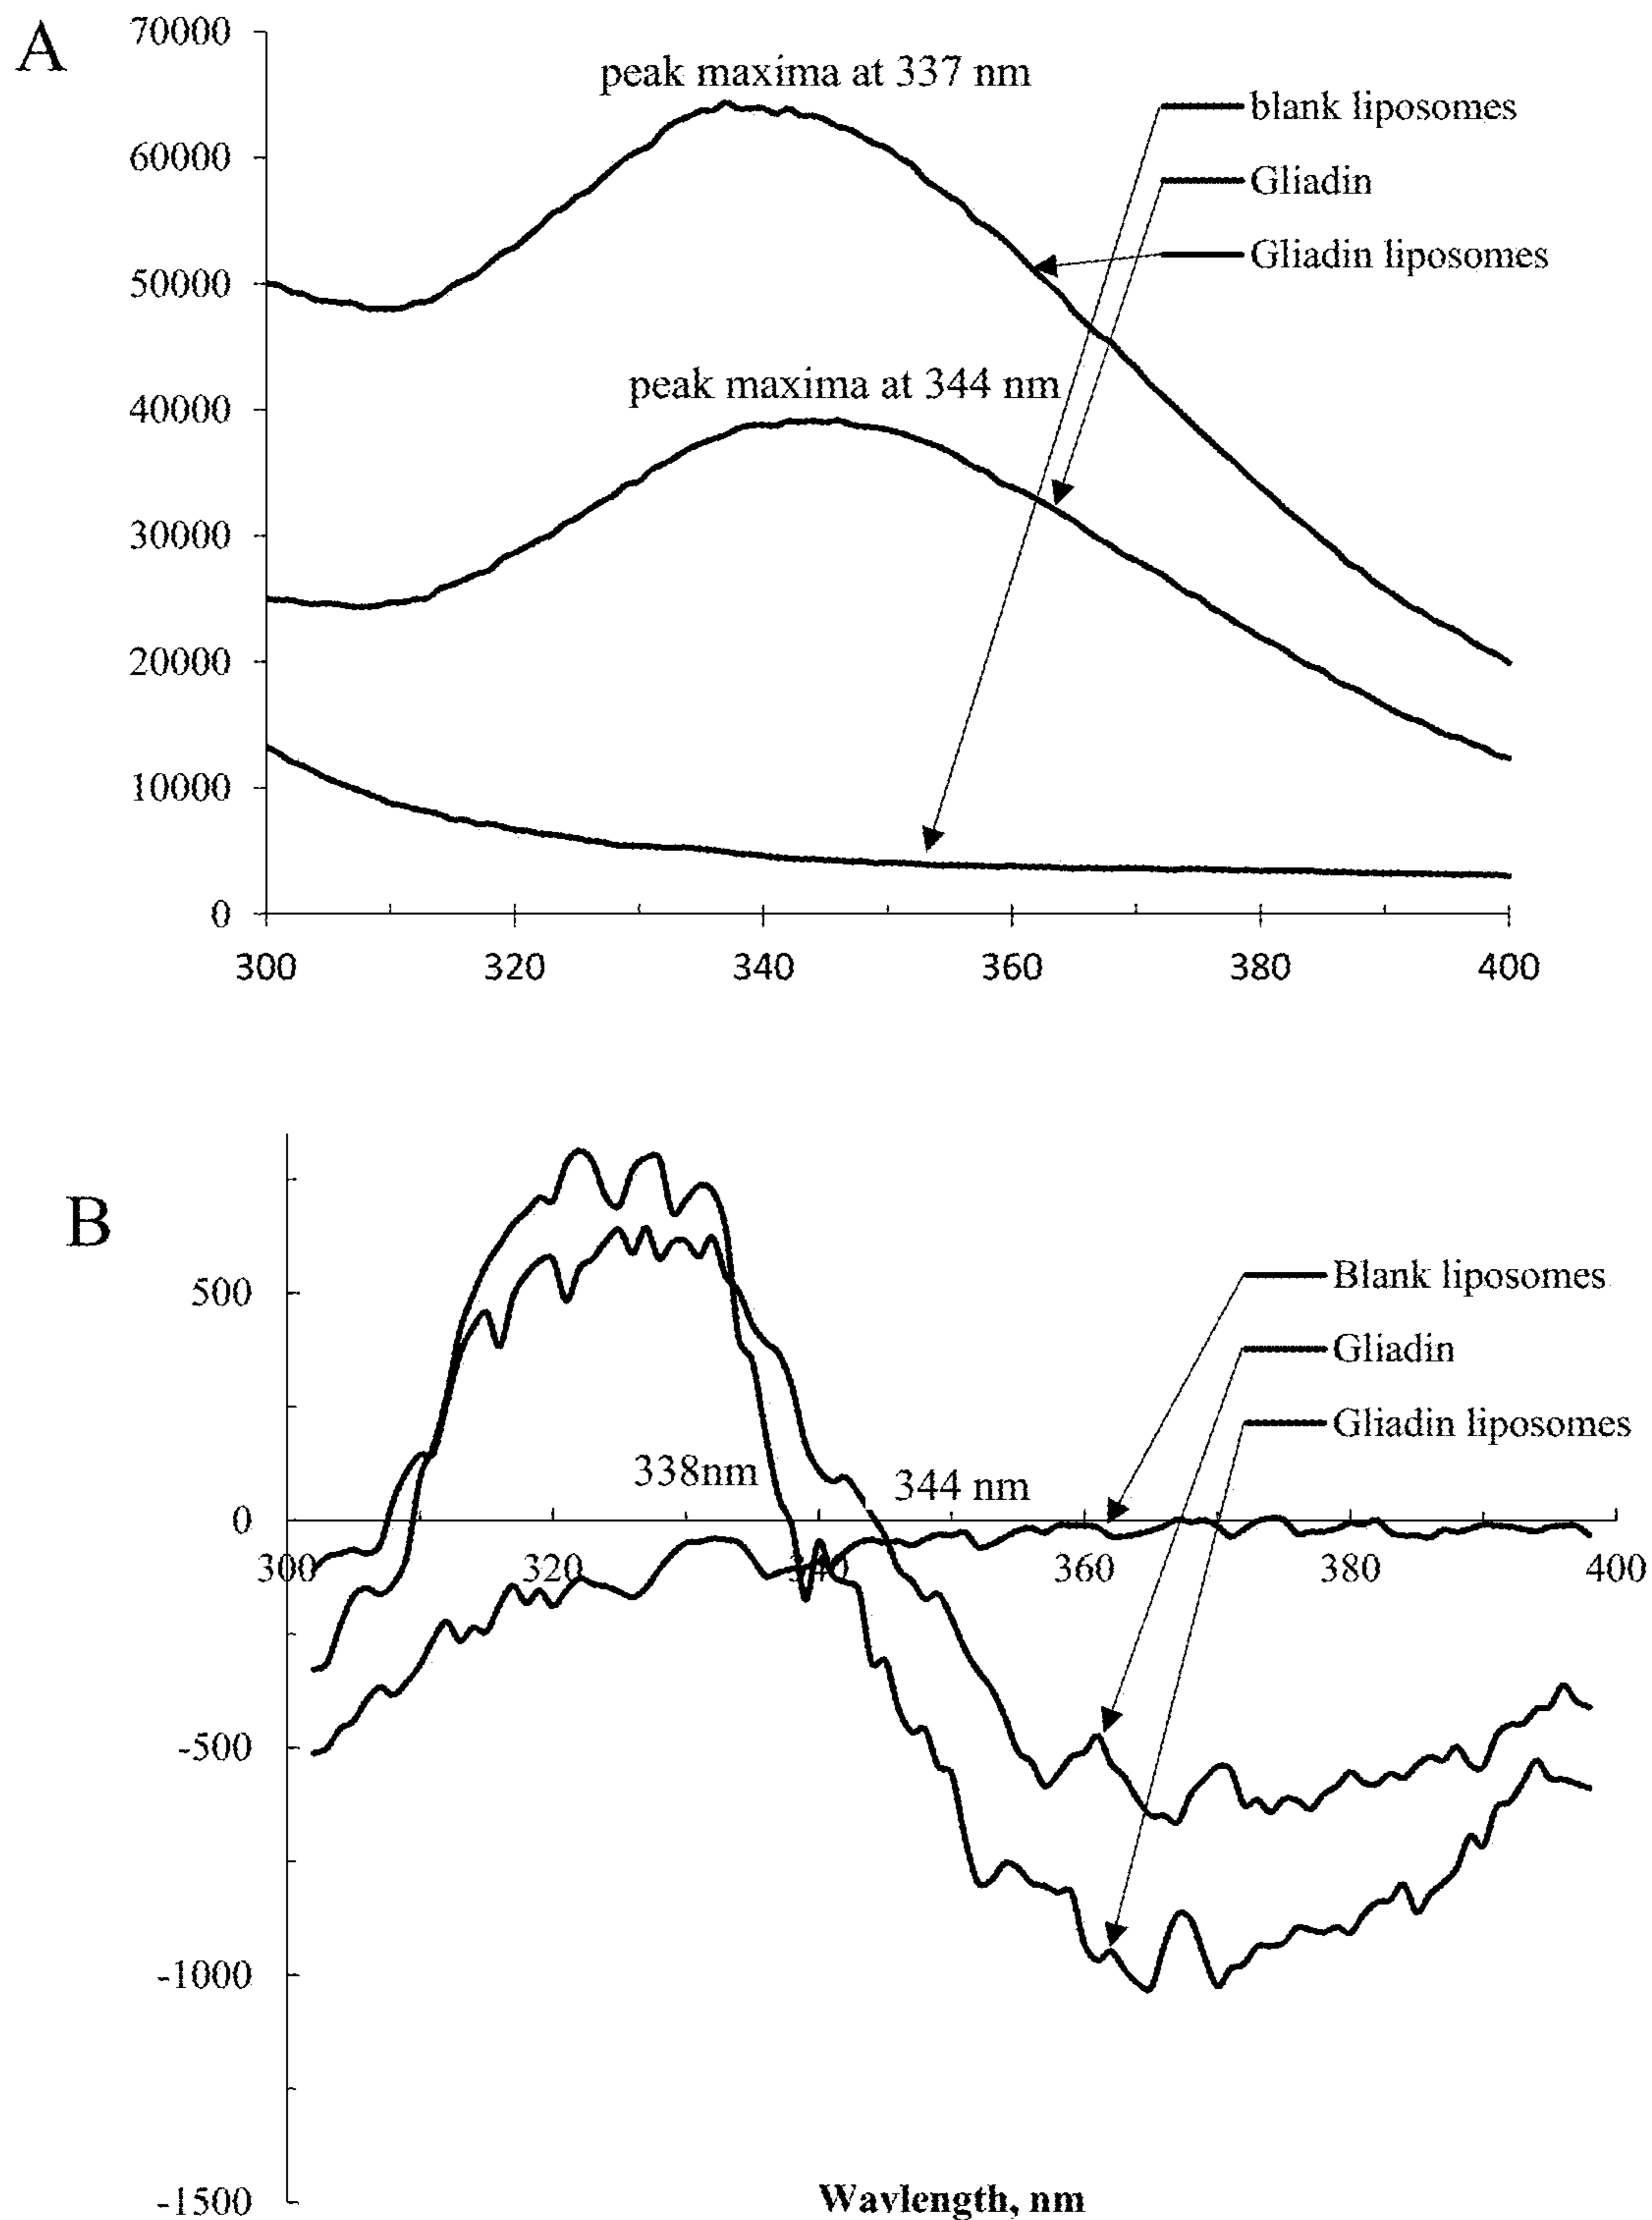 A
70000
peak maxima at 337 nm
blank liposomes
60000
Gliadin
Gliadin liposomes
50000
peak maxima at 344 nm
40000
30000
20000
10000
0
300 320 340 360 380 400
B
Blank liposomes
500
Gliadin
Gliadin liposomes
338nm
344 nm
0
300 320 340 360 380 400
-500
-1000
-1500
Wavlength, nm